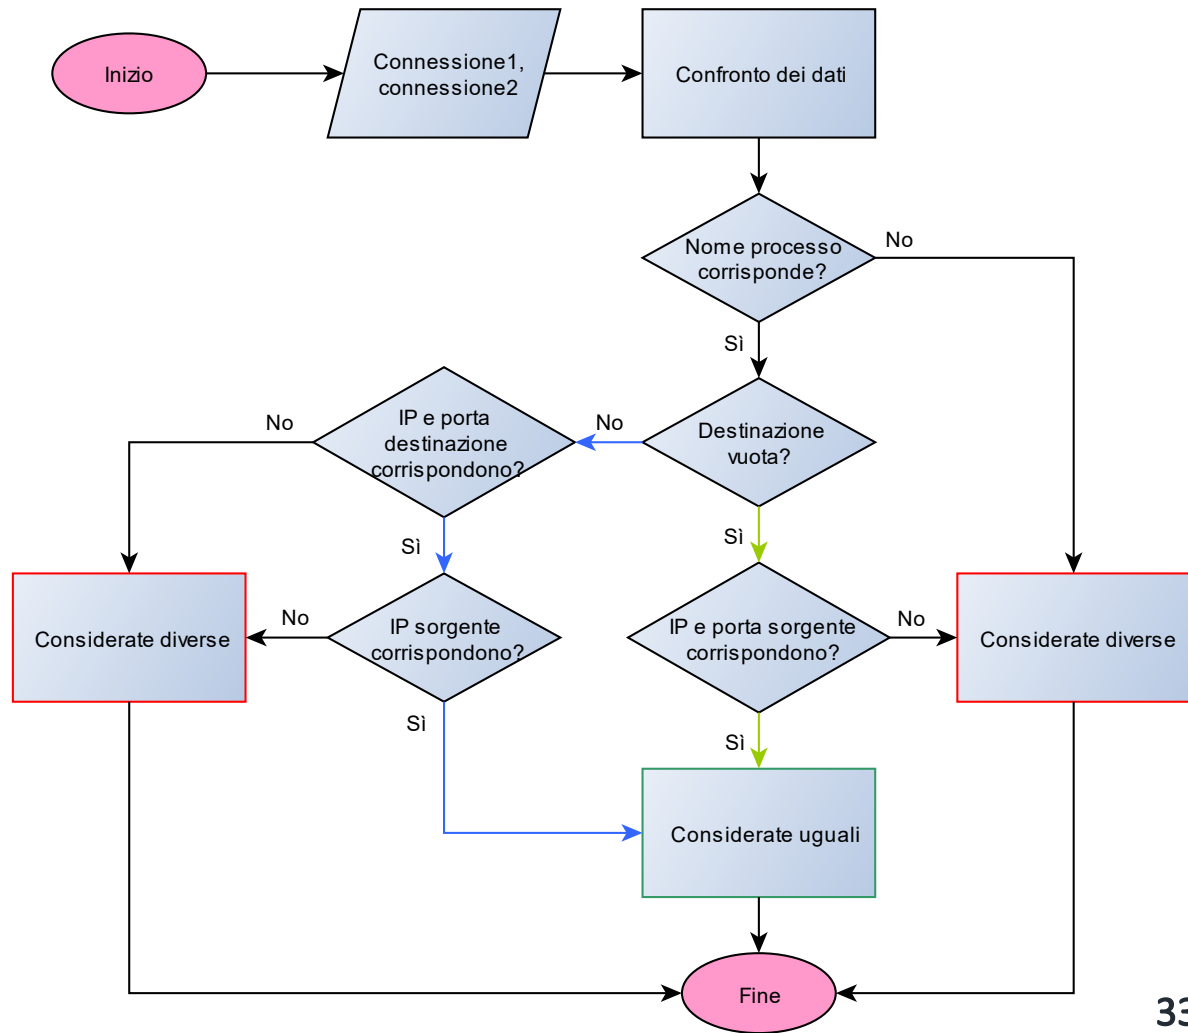 Inizio
Connessione1,
connessione2
Confronto dei dati
Nome processo
corrisponde?
No
Sì
Destinazione
vuota?
No
IP e porta
destinazione
corrispondono?
No
Sì
Sì
Considerate diverse
No
IP sorgente
corrispondono?
IP e porta sorgente
corrispondono?
No
Considerate diverse
Sì
Sì
Considerate uguali
Fine
33